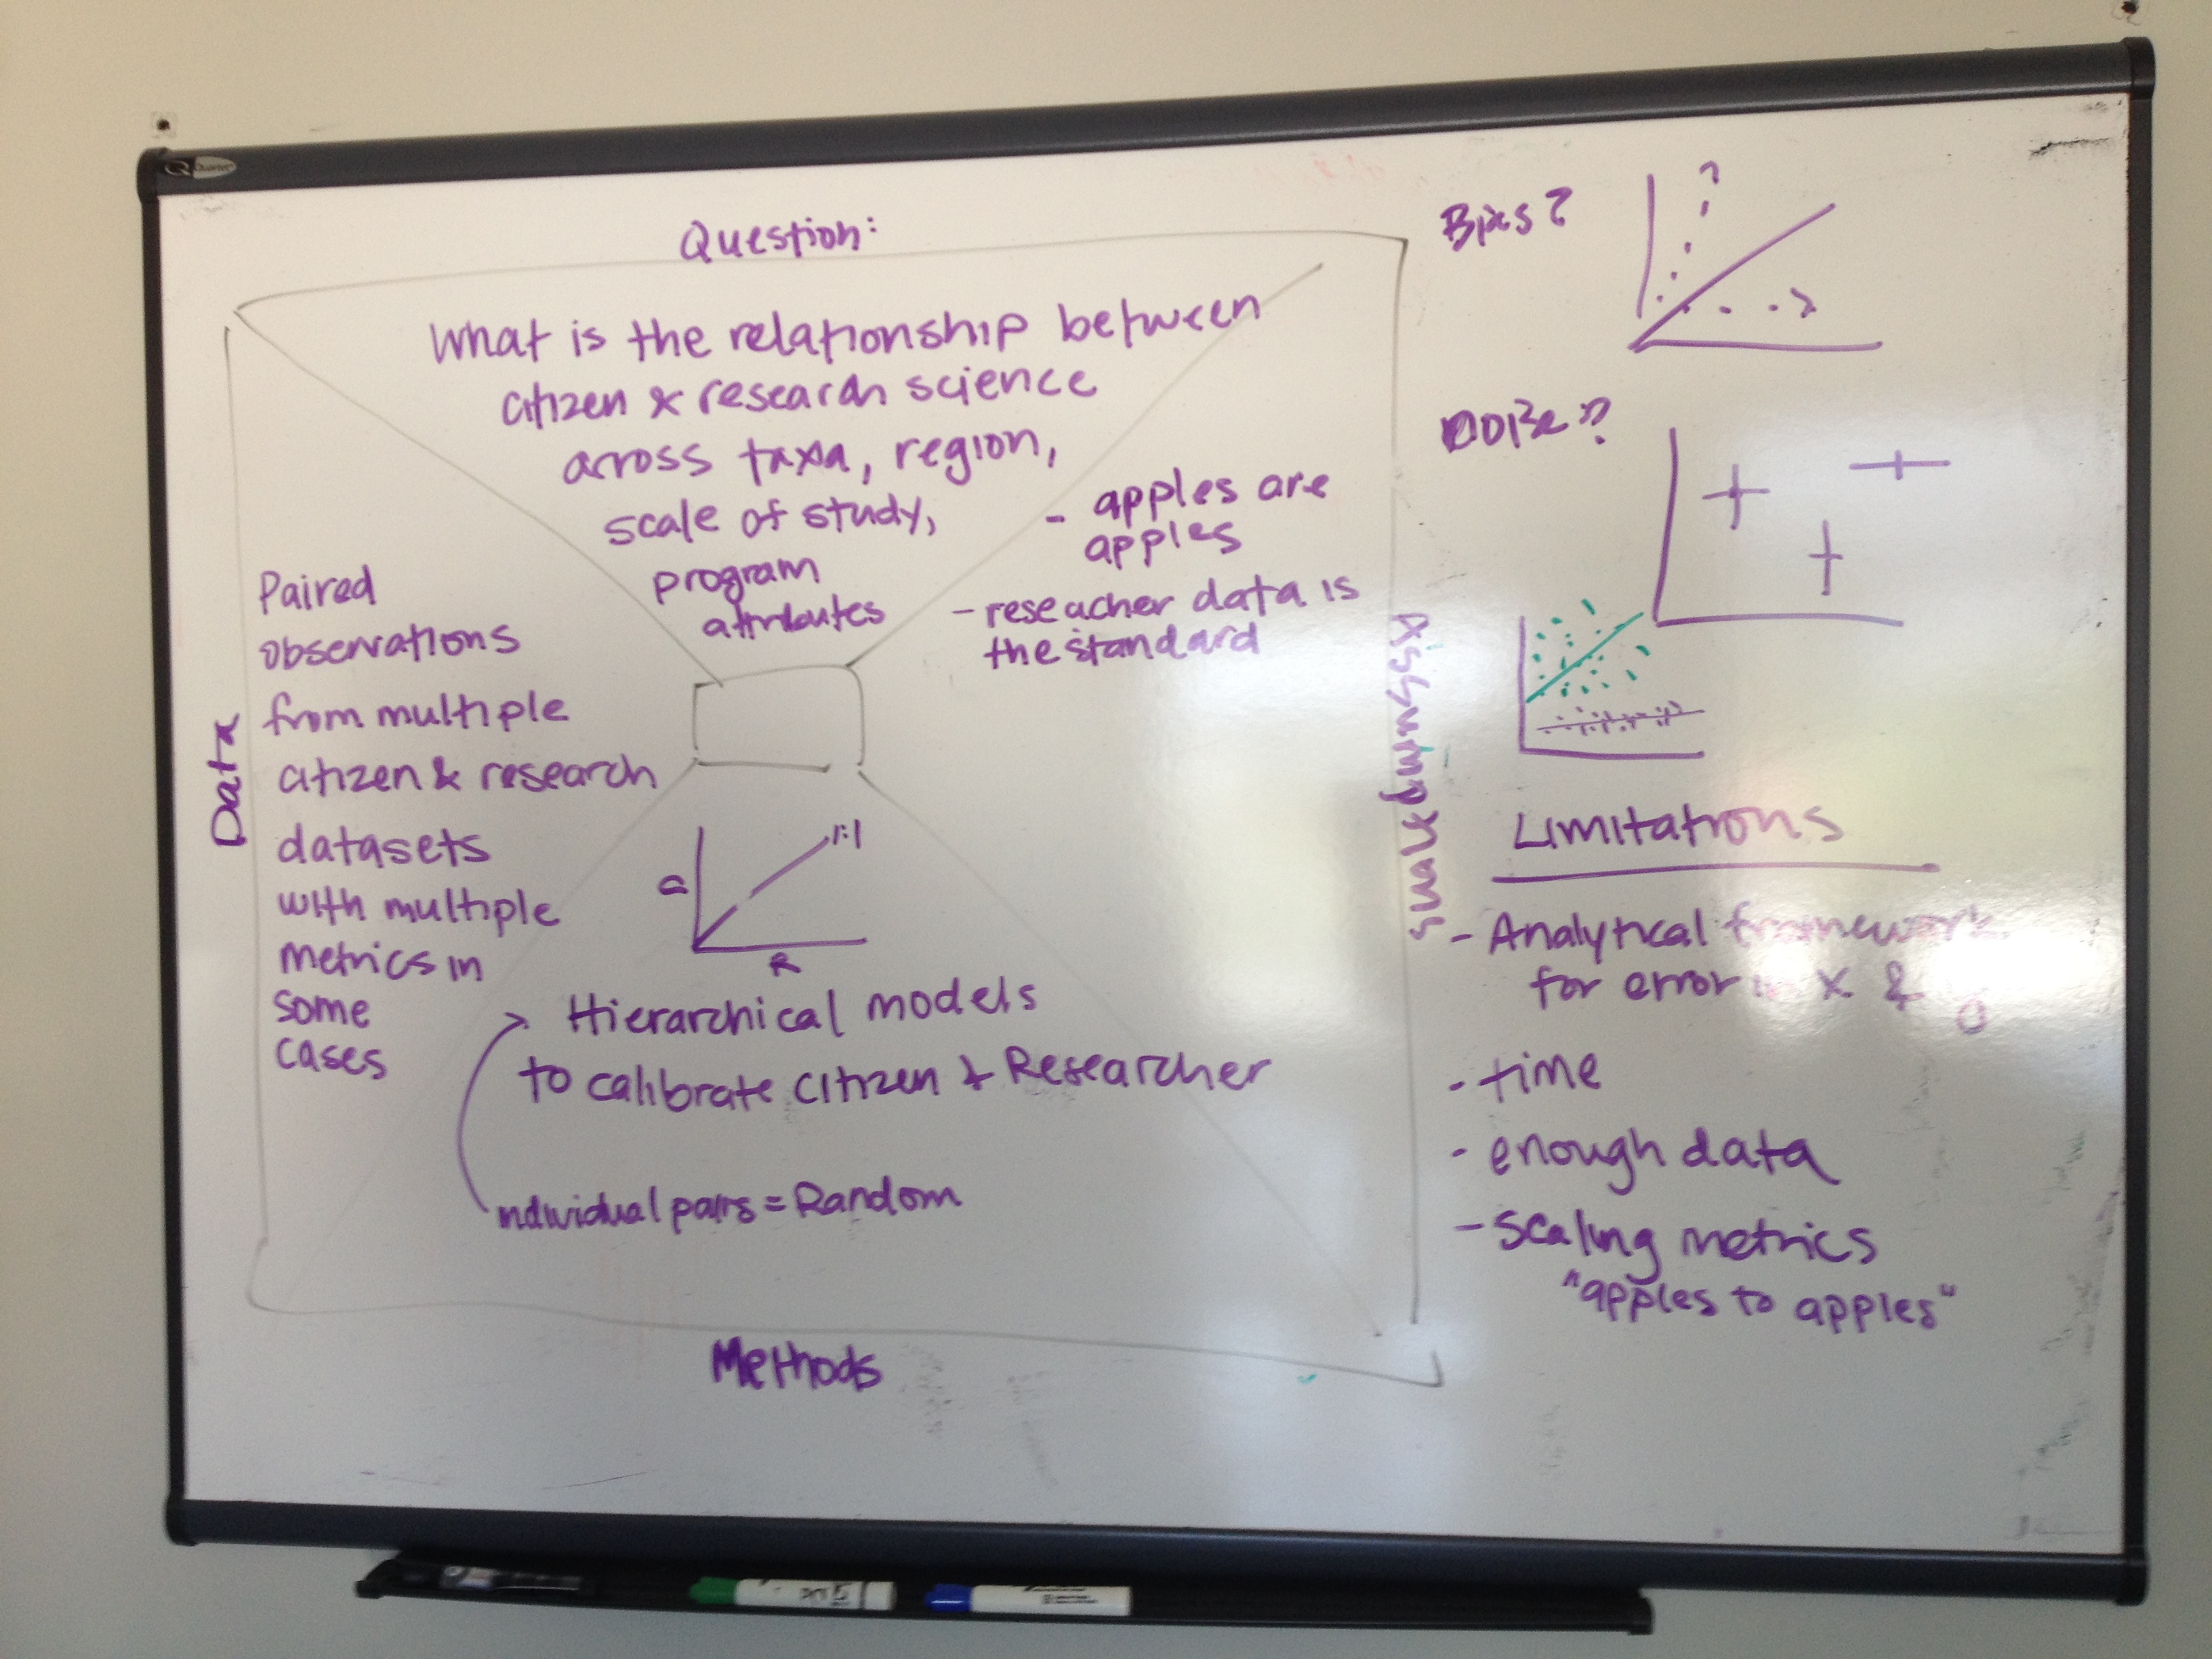 Quartet
Question:
What is the relationship between
citizen & research science
across taxa, region,
scale of study,
program
attributes
- apples are
apples
- reseacher data is
the standard
Assumptions
Data
Paired
observations
from multiple
citizen & research
datasets
with multiple
metrics in
some
cases
1:1
C
R
Hierarchical models
to calibrate citizen & Researcher
individual pairs = Random
Methods
Bias?
?
Noise?
Limitations
- Analytical framework
for error in X &
- time
- enough data
- scaling metrics
"apples to apples"